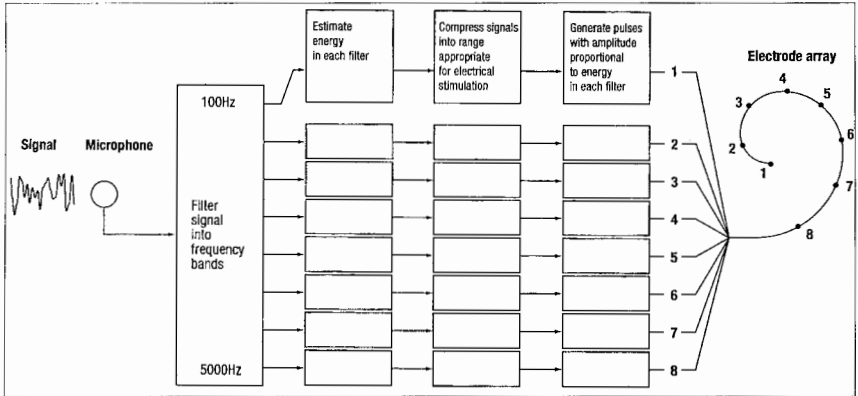 Estimate
energy
in each filter
Compress signals
into range
appropriate
for electrical
stimulation
Generate pulses
with amplitude
proportional
to energy
in each filter
Electrode array
Signal
Microphone
100Hz
Filter
signal
into
frequency
bands
5000Hz
1
2
3
4
5
6
7
8
1
2
3
4
5
6
7
8